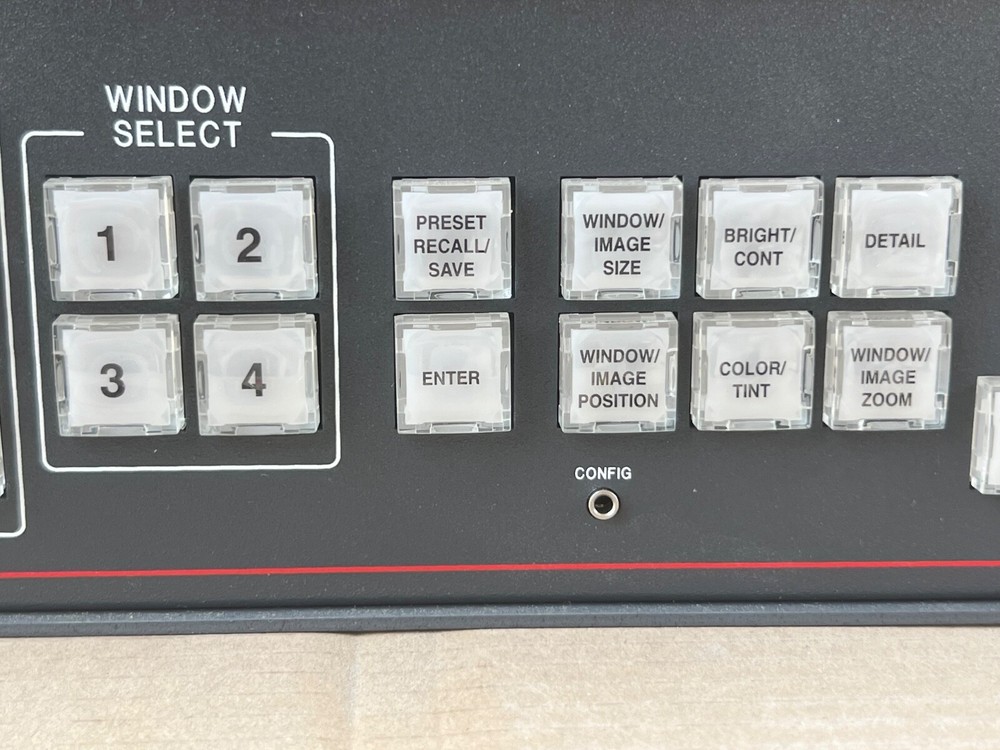 WINDOW
SELECT
1
2
PRESET
RECALL/
SAVE
WINDOW/
IMAGE
SIZE
BRIGHT/
CONT
DETAIL
3
4
ENTER
WINDOW/
IMAGE
POSITION
COLOR/
TINT
WINDOW/
IMAGE
ZOOM
CONFIG